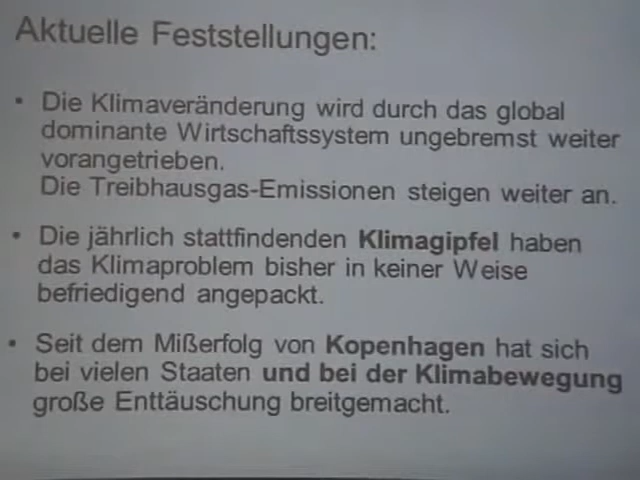 Aktuelle Feststellungen:
• Die Klimaveränderung wird durch das global
dominante Wirtschaftssystem ungebremst weiter
vorangetrieben.
Die Treibhausgas-Emissionen steigen weiter an.
• Die jährlich stattfindenden Klimagipfel haben
das Klimaproblem bisher in keiner Weise
befriedigend angepackt.
• Seit dem Mißerfolg von Kopenhagen hat sich
bei vielen Staaten und bei der Klimabewegung
große Enttäuschung breitgemacht.